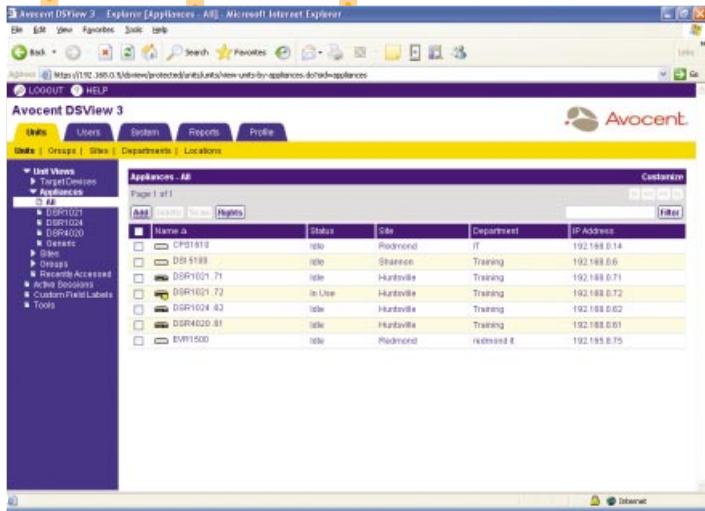 Avocent DSView 3 Explorer [Appliances - All] - Microsoft Internet Explorer
File Edit View Favorites Tools Help
Back Search Favorites
Links
Address Go
LOGOUT HELP
Avocent DSView 3
Avocent.
Units Users System Reports Profile
Units | Groups | Sites | Departments | Locations
Unit Views
Target Devices
Appliances
All
DSR1021
DSR1024
DSR4020
Generic
Sites
Groups
Recently Accessed
Active Sessions
Custom Field Labels
Tools
Appliances - All Customize
Page 1 of 1
Add Delete Rights Filter
Name Status Site Department IP Address
CPS1610 Idle Redmond IT 192.168.0.14
DSI 5100 Idle Shannon Training 192.168.0.6
DSR1021 .71 Idle Huntsville Training 192.168.0.71
DSR1021 .72 In Use Huntsville Training 192.168.0.72
DSR1024 .62 Idle Huntsville Training 192.168.0.62
DSR4020 .61 Idle Huntsville Training 192.168.0.61
EVR1500 Idle Redmond redmond it
Internet